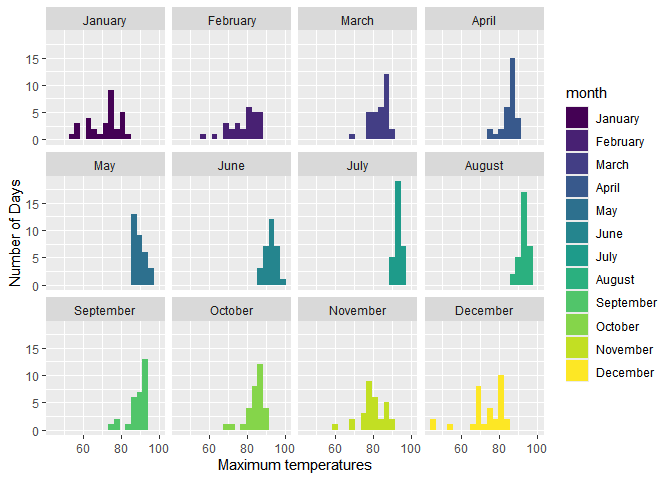 January February March April
15
10
5
0
May June July August
15
10
5
0
September October November December
15
10
5
0
60 80 100 60 80 100 60 80 100 60 80 100
Maximum temperatures
Number of Days
month
January
February
March
April
May
June
July
August
September
October
November
December